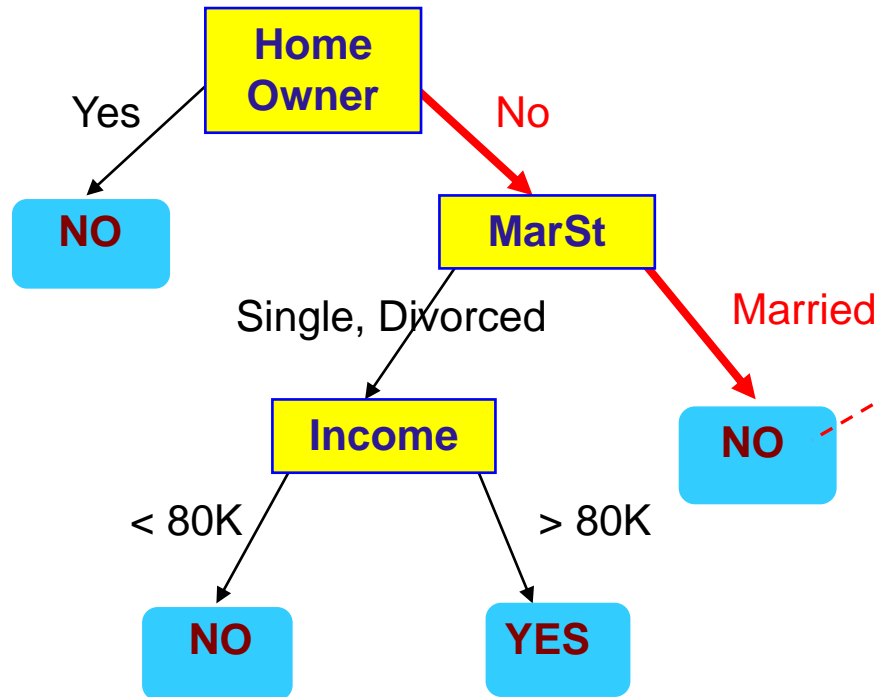 Home
Owner
Yes
No
NO
MarSt
Single, Divorced
Married
Income
NO
< 80K
> 80K
NO
YES